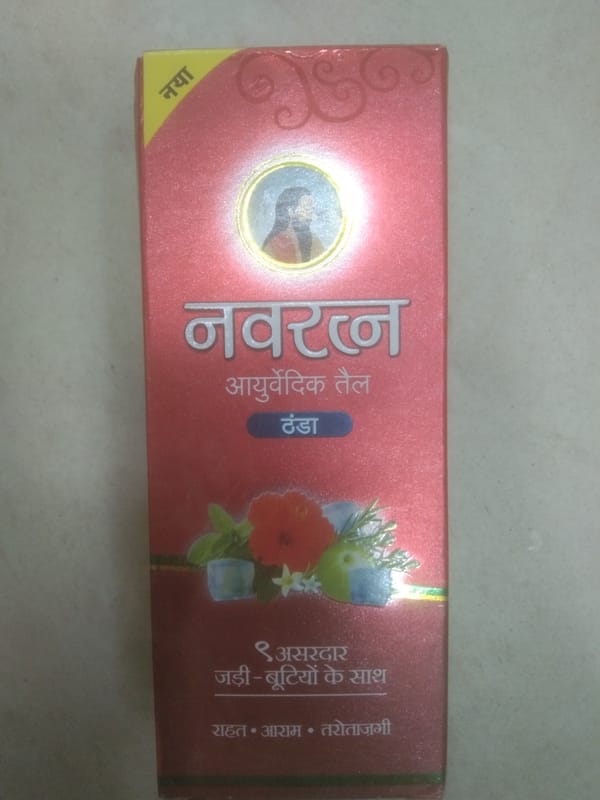 नया
नवरत्न
आयुर्वेदिक तैल
ठंडा
९ असरदार
जड़ी-बूटियों के साथ
राहत • आराम • तरोताजगी